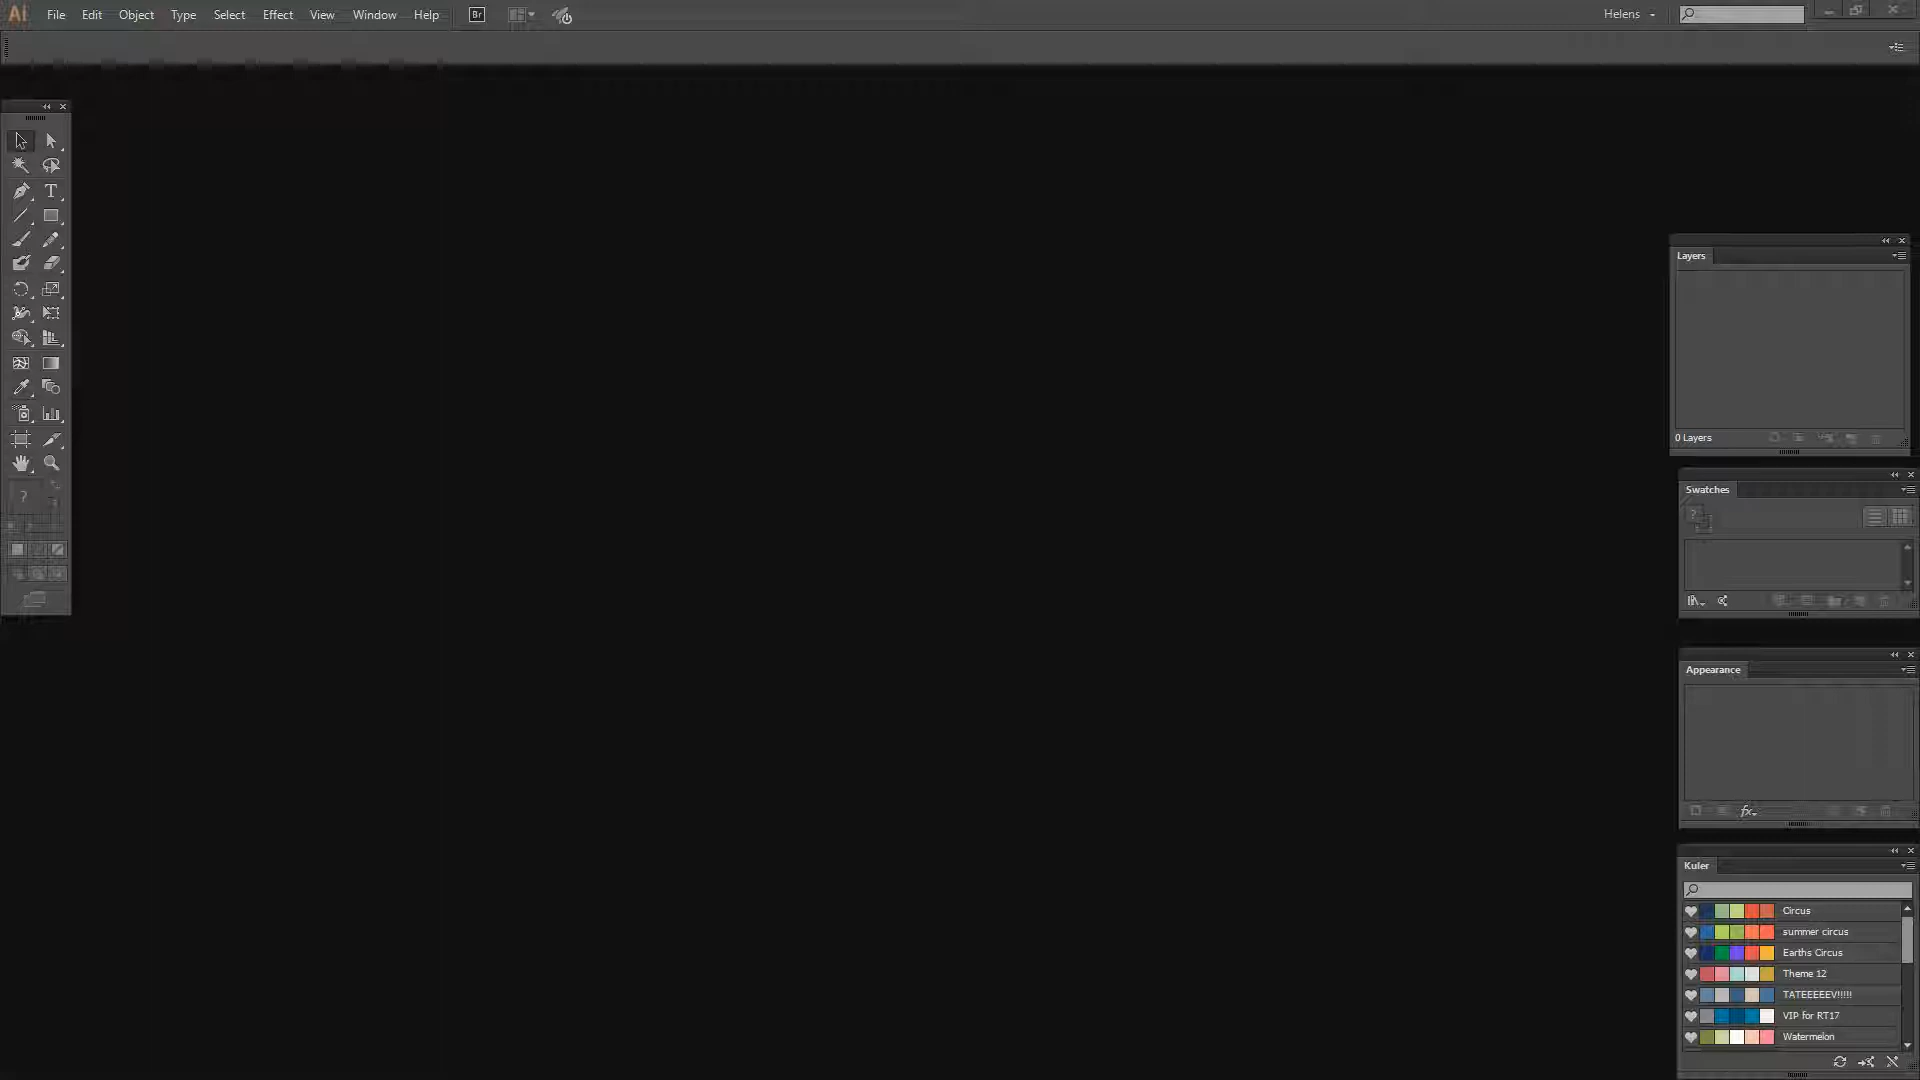 Ai File Edit Object Type Select Effect View Window Help Br Helens
T
Layers
0 Layers
Swatches
?
?
Appearance
fx
Kuler
Circus
summer circus
Earths Circus
Theme 12
TATEEEEEV!!!!!
VIP for RT17
Watermelon